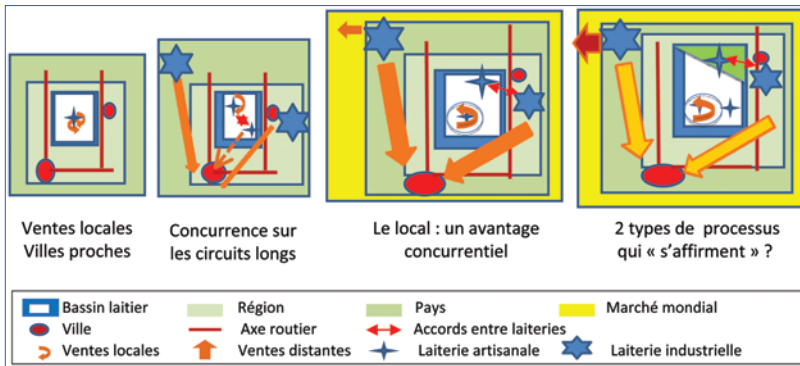 Ventes locales
Villes proches
Concurrence sur
les circuits longs
Le local : un avantage
concurrentiel
2 types de processus
qui « s'affirment » ?
Bassin laitier
Région
Pays
Marché mondial
Ville
Axe routier
Accords entre laiteries
Ventes locales
Ventes distantes
Laiterie artisanale
Laiterie industrielle